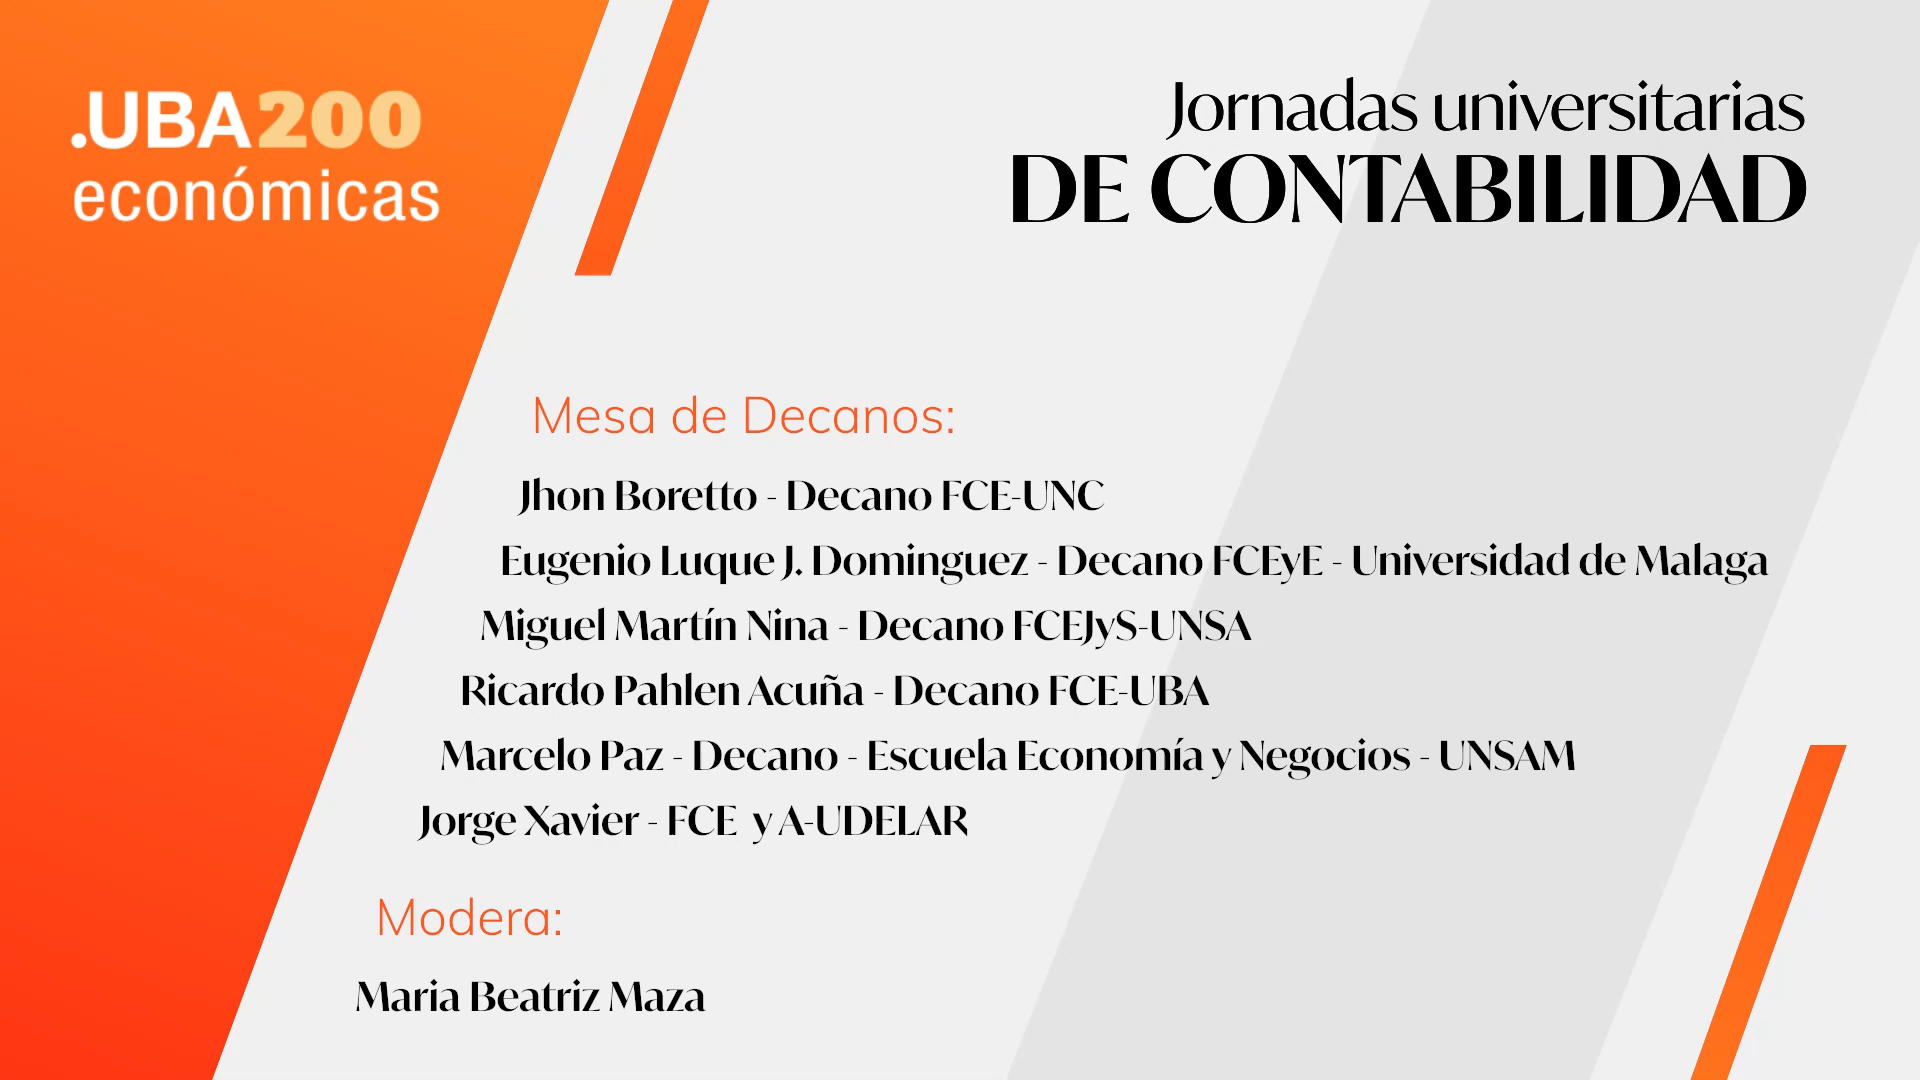 .UBA200
económicas
Jornadas universitarias
DE CONTABILIDAD
Mesa de Decanos:
Jhon Boretto - Decano FCE-UNC
Eugenio Luque J. Dominguez - Decano FCEyE - Universidad de Malaga
Miguel Martín Nina - Decano FCEJyS-UNSA
Ricardo Pahlen Acuña - Decano FCE-UBA
Marcelo Paz - Decano - Escuela Economía y Negocios - UNSAM
Jorge Xavier - FCE y A-UDELAR
Modera:
Maria Beatriz Maza